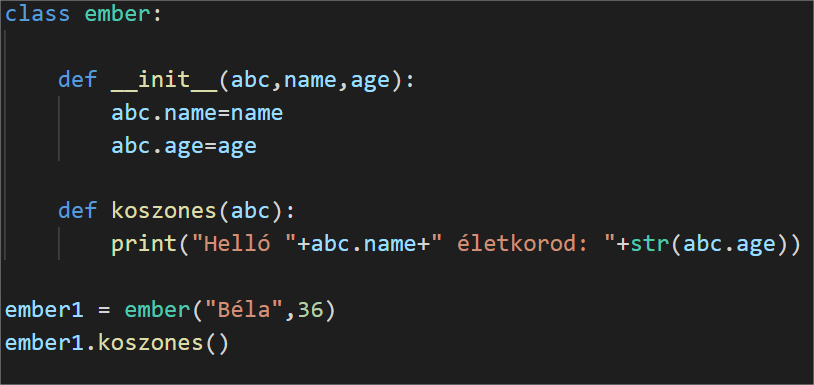 class ember:
    def __init__(abc,name,age):
        abc.name=name
        abc.age=age
    def koszones(abc):
        print("Helló "+abc.name+" életkorod: "+str(abc.age))
ember1 = ember("Béla",36)
ember1.koszones()